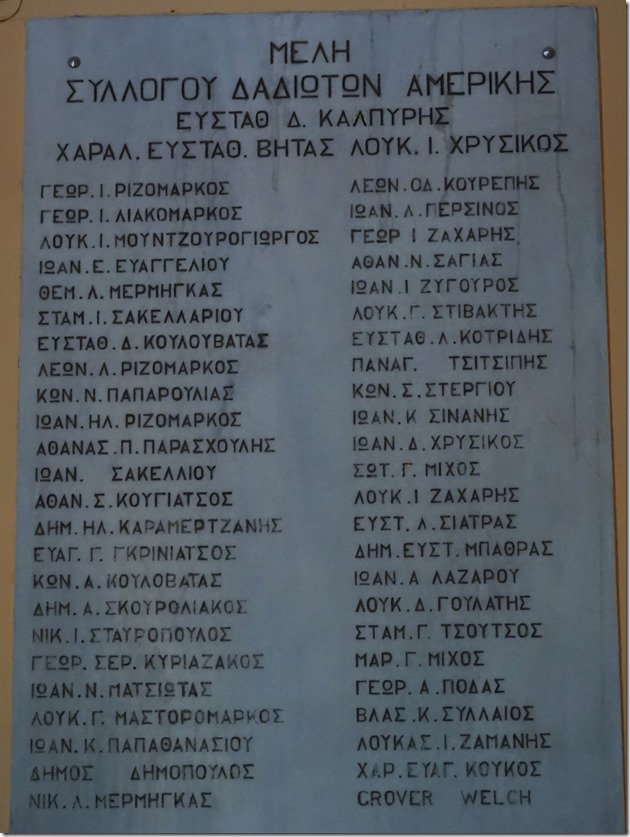 ΜΕΛΗ
ΣΥΛΛΟΓΟΥ ΔΑΔΙΩΤΩΝ ΑΜΕΡΙΚΗΣ
ΕΥΣΤΑΘ Δ. ΚΑΛΠΥΡΗΣ
ΧΑΡΑΛ. ΕΥΣΤΑΘ. ΒΗΤΑΣ ΛΟΥΚ. Ι. ΧΡΥΣΙΚΟΣ
ΓΕΩΡ. Ι. ΡΙΖΟΜΑΡΚΟΣ
ΓΕΩΡ. Ι. ΛΙΑΚΟΜΑΡΚΟΣ
ΛΟΥΚ. Ι. ΜΟΥΝΤΖΟΥΡΟΓΙΩΡΓΟΣ
ΙΩΑΝ. Ε. ΕΥΑΓΓΕΛΙΟΥ
ΘΕΜ. Λ. ΜΕΡΜΗΓΚΑΣ
ΣΤΑΜ. Ι. ΣΑΚΕΛΛΑΡΙΟΥ
ΕΥΣΤΑΘ. Δ. ΚΟΥΛΟΥΒΑΤΑΣ
ΛΕΩΝ. Λ. ΡΙΖΟΜΑΡΚΟΣ
ΚΩΝ. Ν. ΠΑΠΑΡΟΥΛΙΑΣ
ΙΩΑΝ. ΗΛ. ΡΙΖΟΜΑΡΚΟΣ
ΑΘΑΝΑΣ. Π. ΠΑΡΑΣΧΟΥΛΗΣ
ΙΩΑΝ. ΣΑΚΕΛΛΙΟΥ
ΑΘΑΝ. Σ. ΚΟΥΓΙΑΤΣΟΣ
ΔΗΜ. ΗΛ. ΚΑΡΑΜΕΡΤΖΑΝΗΣ
ΕΥΑΓ. Γ. ΓΚΡΙΝΙΑΤΣΟΣ
ΚΩΝ. Α. ΚΟΥΛΟΒΑΤΑΣ
ΔΗΜ. Α. ΣΚΟΥΡΟΛΙΑΚΟΣ
ΝΙΚ. Ι. ΣΤΑΥΡΟΠΟΥΛΟΣ
ΓΕΩΡ. ΣΕΡ. ΚΥΡΙΑΖΑΚΟΣ
ΙΩΑΝ. Ν. ΜΑΤΣΙΩΤΑΣ
ΛΟΥΚ. Γ. ΜΑΣΤΟΡΟΜΑΡΚΟΣ
ΙΩΑΝ. Κ. ΠΑΠΑΘΑΝΑΣΙΟΥ
ΔΗΜΟΣ ΔΗΜΟΠΟΥΛΟΣ
ΝΙΚ. Λ. ΜΕΡΜΗΓΚΑΣ
ΛΕΩΝ. ΟΔ. ΚΟΥΡΕΠΗΣ
ΙΩΑΝ. Λ. ΠΕΡΣΙΝΟΣ
ΓΕΩΡ Ι ΖΑΧΑΡΗΣ
ΑΘΑΝ. Ν. ΣΑΓΙΑΣ
ΙΩΑΝ. Ι ΖΥΓΟΥΡΟΣ
ΛΟΥΚ. Γ. ΣΤΙΒΑΚΤΗΣ
ΕΥΣΤΑΘ. Λ. ΚΟΤΡΙΔΗΣ
ΠΑΝΑΓ. ΤΣΙΤΣΙΠΗΣ
ΚΩΝ. Σ. ΣΤΕΡΓΙΟΥ
ΙΩΑΝ. Κ ΣΙΝΑΝΗΣ
ΙΩΑΝ. Δ. ΧΡΥΣΙΚΟΣ
ΣΩΤ. Γ. ΜΙΧΟΣ
ΛΟΥΚ. Ι ΖΑΧΑΡΗΣ
ΕΥΣΤ. Λ. ΣΙΑΤΡΑΣ
ΔΗΜ. ΕΥΣΤ. ΜΠΑΘΡΑΣ
ΙΩΑΝ. Α ΛΑΖΑΡΟΥ
ΛΟΥΚ. Δ. ΓΟΥΛΑΤΗΣ
ΣΤΑΜ. Γ. ΤΣΟΥΤΣΟΣ
ΜΑΡ. Γ. ΜΙΧΟΣ
ΓΕΩΡ. Α. ΠΟΔΑΣ
ΒΛΑΣ. Κ. ΣΥΛΛΑΙΟΣ
ΛΟΥΚΑΣ. Ι. ΖΑΜΑΝΗΣ
ΧΑΡ. ΕΥΑΓ. ΚΟΥΚΟΣ
GROVER WELCH